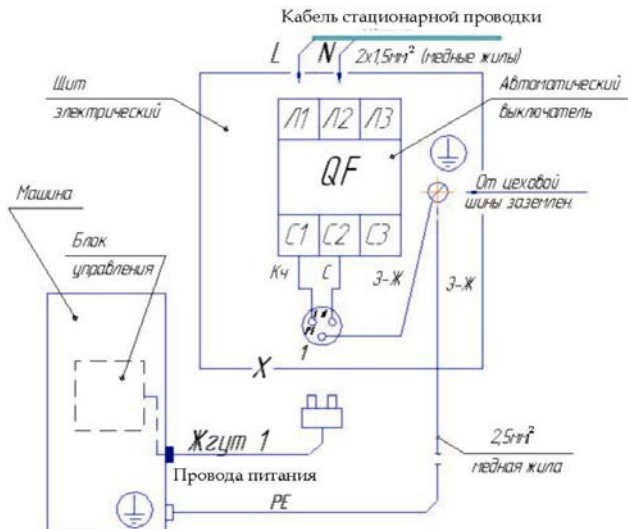 Кабель стационарной проводки
L N 2х1,5мм² (медные жилы)
Щит
электрический
Автоматический
выключатель
Л1 Л2 Л3
QF
От цеховой
шины заземлен.
Машина
Блок
управления
С1 С2 С3
Кч С З-Ж З-Ж
1
X
Жгут 1
Провода питания
2,5мм²
медная жила
РЕ